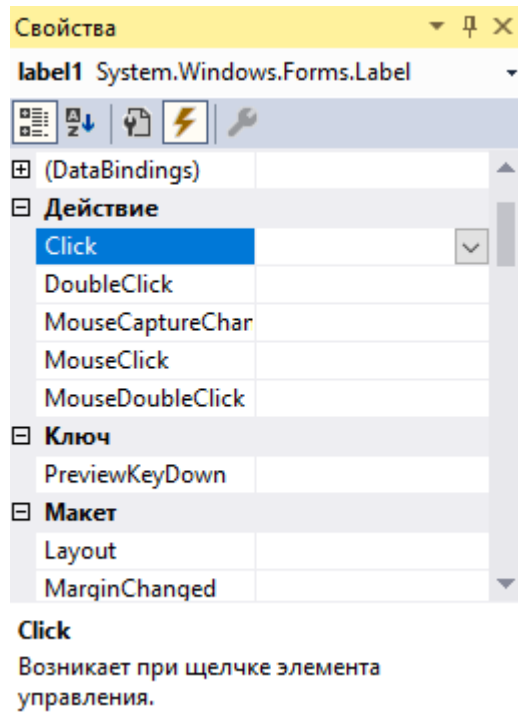 Свойства
label1 System.Windows.Forms.Label
(DataBindings)
Действие
Click
DoubleClick
MouseCaptureChar
MouseClick
MouseDoubleClick
Ключ
PreviewKeyDown
Макет
Layout
MarginChanged
Click
Возникает при щелчке элемента
управления.